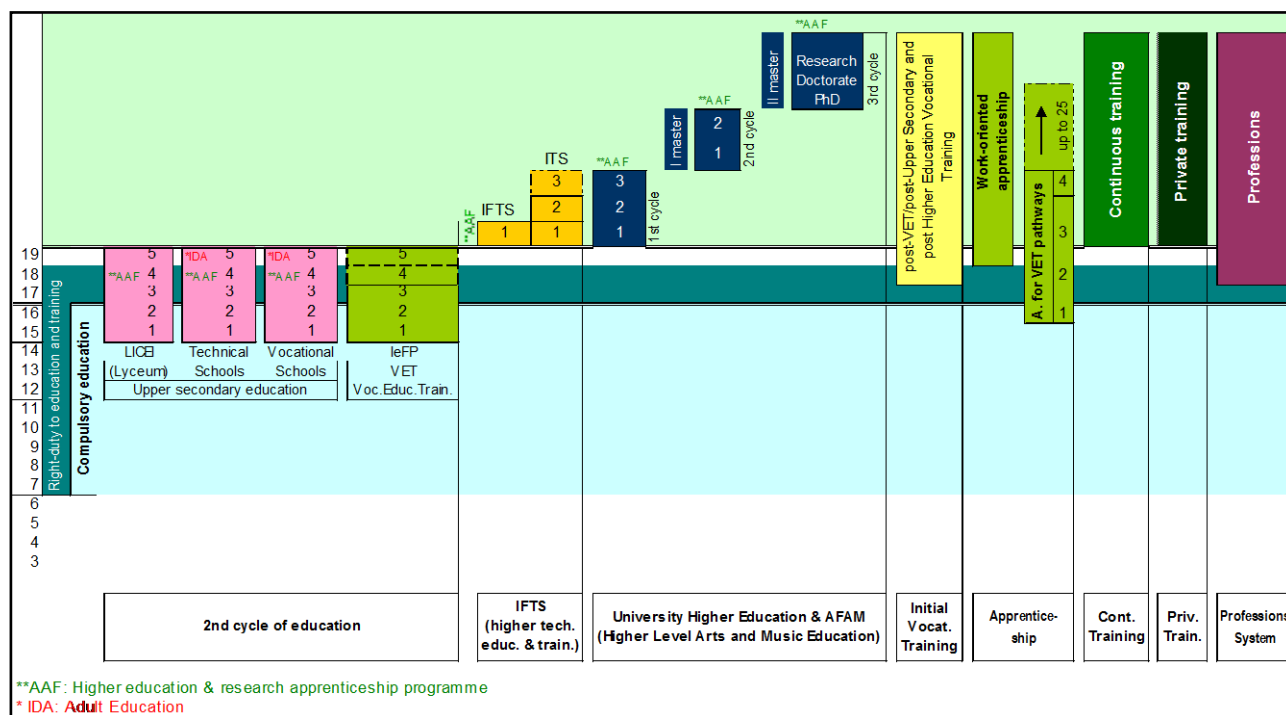 **AAF
II master
Research
Doctorate
PhD
3rd cycle
**AAF
I master
2
1
2nd cycle
ITS
**AAF
3
2
1
1st cycle
**AAF
IFTS
1
3
2
1
post-VET/post-Upper Secondary and
post Higher Education Vocational
Training
Work-oriented
apprenticeship
up to 25
A. for VET pathways
4
3
2
1
Continuous training
Private training
Professions
19
18
17
16
15
14
13
12
11
10
9
8
7
6
5
4
3
Right-duty to education and training
Compulsory education
5
**AAF 4
3
2
1
*IDA 5
**AAF 4
3
2
1
*IDA 5
**AAF 4
3
2
1
5
4
3
2
1
LICEI
(Lyceum)
Technical
Schools
Vocational
Schools
IeFP
VET
Upper secondary education
Voc.Educ.Train.
2nd cycle of education
IFTS
(higher tech.
educ. & train.)
University Higher Education & AFAM
(Higher Level Arts and Music Education)
Initial
Vocat.
Training
Apprentice-
ship
Cont.
Training
Priv.
Train.
Professions
System
**AAF: Higher education & research apprenticeship programme
* IDA: Adult Education